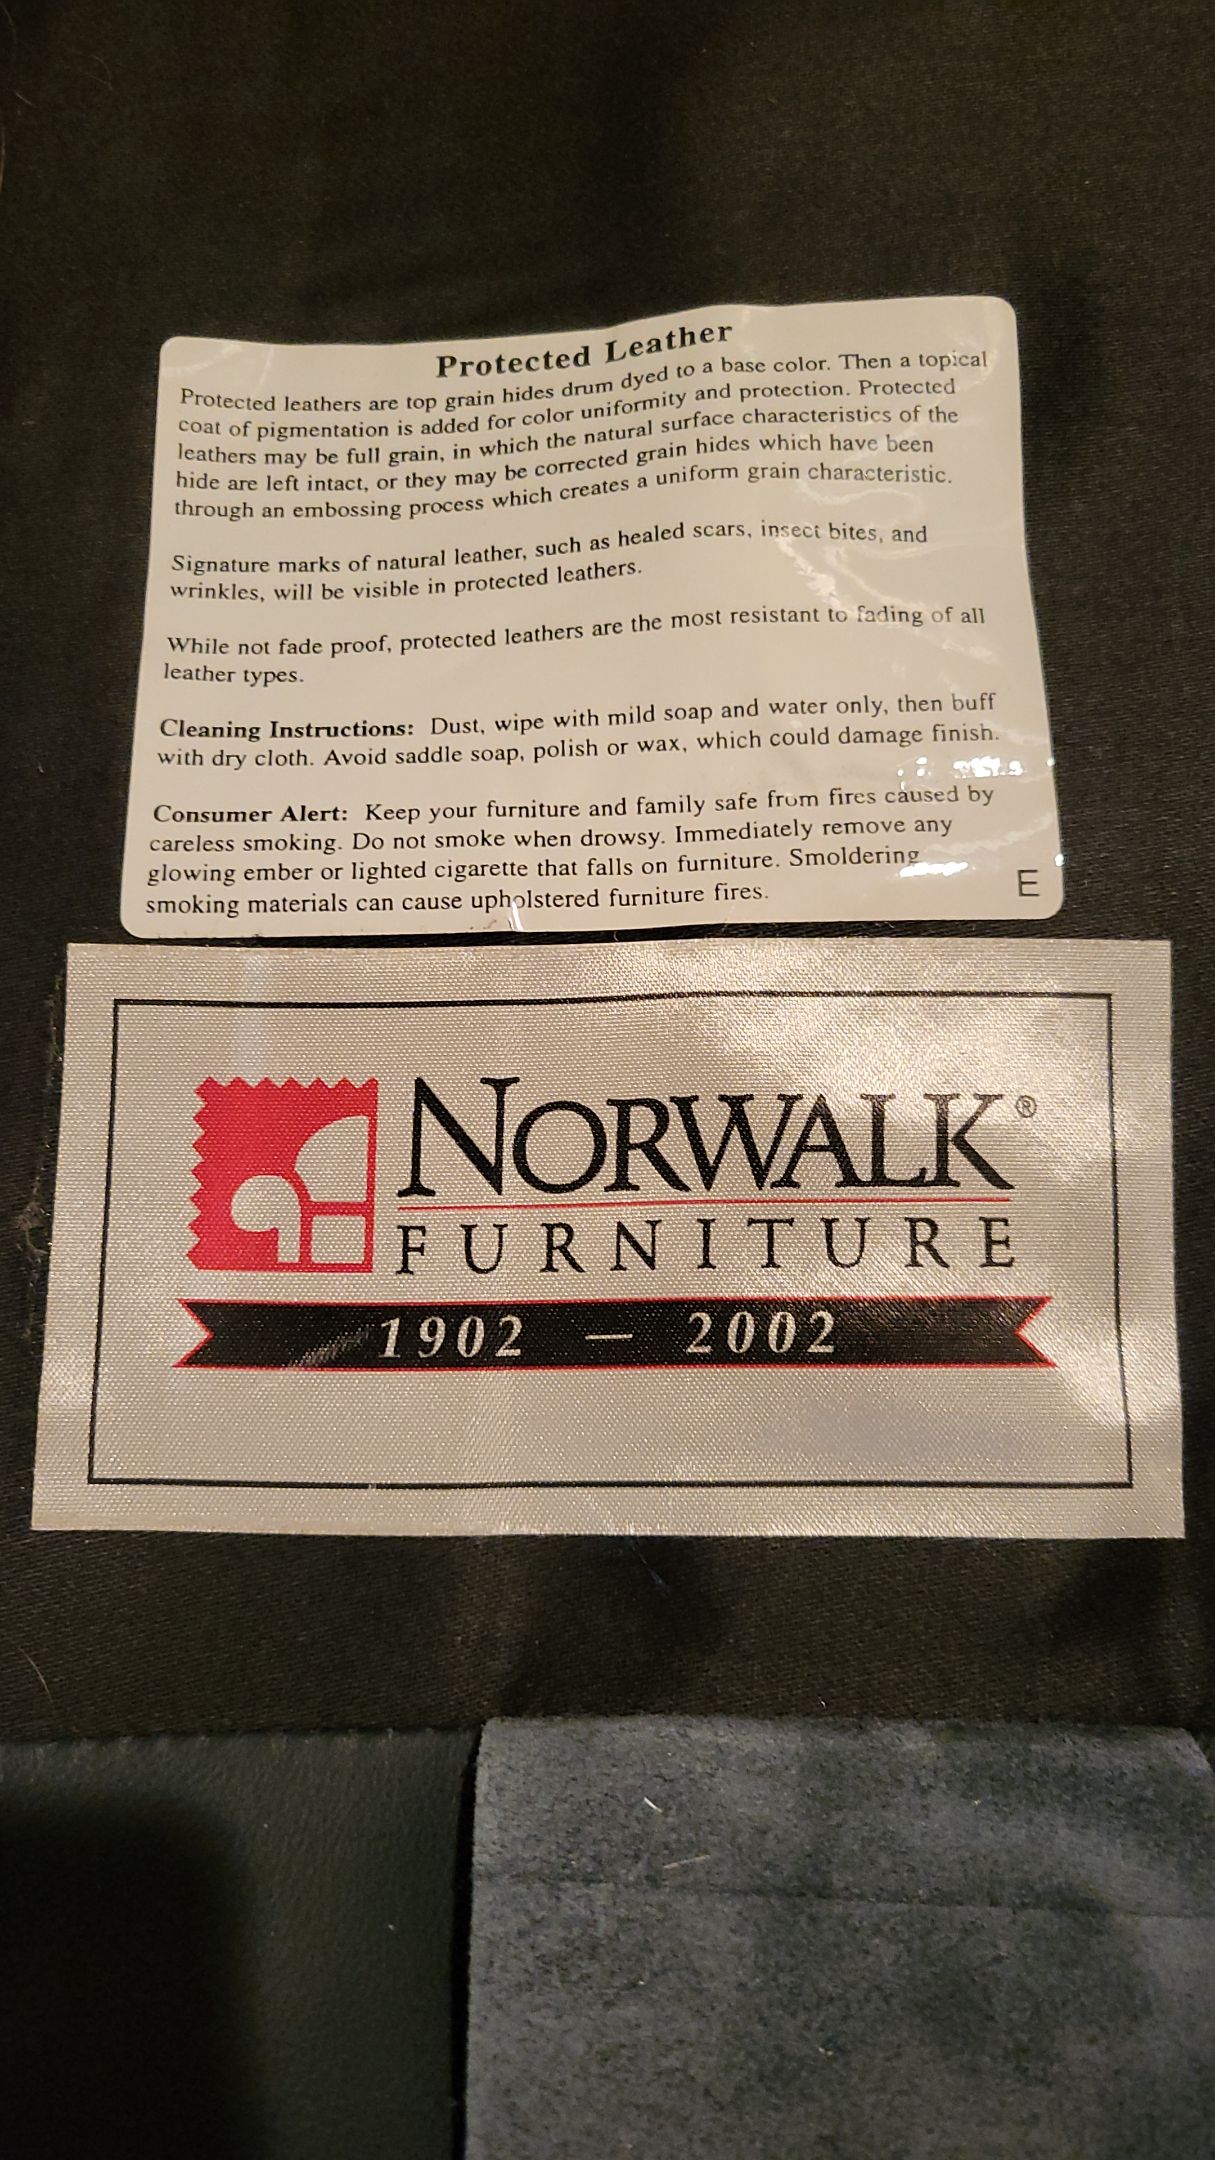 Protected Leather
Protected leathers are top grain hides drum dyed to a base color. Then a topical
coat of pigmentation is added for color uniformity and protection. Protected
leathers may be full grain, in which the natural surface characteristics of the
hide are left intact, or they may be corrected grain hides which have been
through an embossing process which creates a uniform grain characteristic.
Signature marks of natural leather, such as healed scars, insect bites, and
wrinkles, will be visible in protected leathers.
While not fade proof, protected leathers are the most resistant to fading of all
leather types.
Cleaning Instructions: Dust, wipe with mild soap and water only, then buff
with dry cloth. Avoid saddle soap, polish or wax, which could damage finish.
Consumer Alert: Keep your furniture and family safe from fires caused by
careless smoking. Do not smoke when drowsy. Immediately remove any
glowing ember or lighted cigarette that falls on furniture. Smoldering
smoking materials can cause upholstered furniture fires.
E
NORWALK®
FURNITURE
1902 — 2002